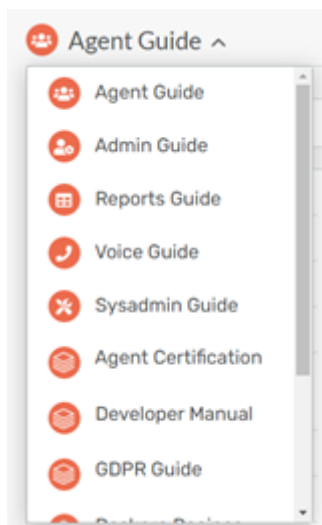 Agent Guide
Agent Guide
Admin Guide
Reports Guide
Voice Guide
Sysadmin Guide
Agent Certification
Developer Manual
GDPR Guide